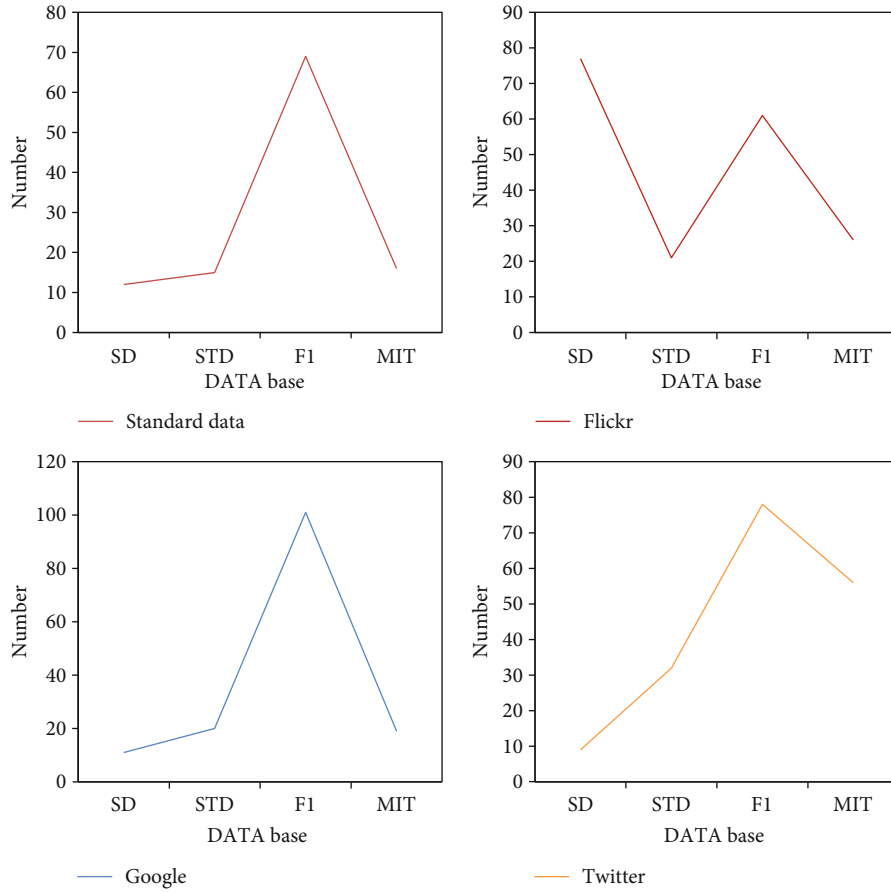 80
70
60
50
40
30
20
10
0
Number
SD STD F1 MIT
DATA base
Standard data
90
80
70
60
50
40
30
20
10
0
Number
SD STD F1 MIT
DATA base
Flickr
120
100
80
60
40
20
0
Number
SD STD F1 MIT
DATA base
Google
90
80
70
60
50
40
30
20
10
0
Number
SD STD F1 MIT
DATA base
Twitter